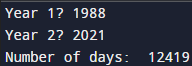 Year 1? 1988
Year 2? 2021
Number of days:  12419